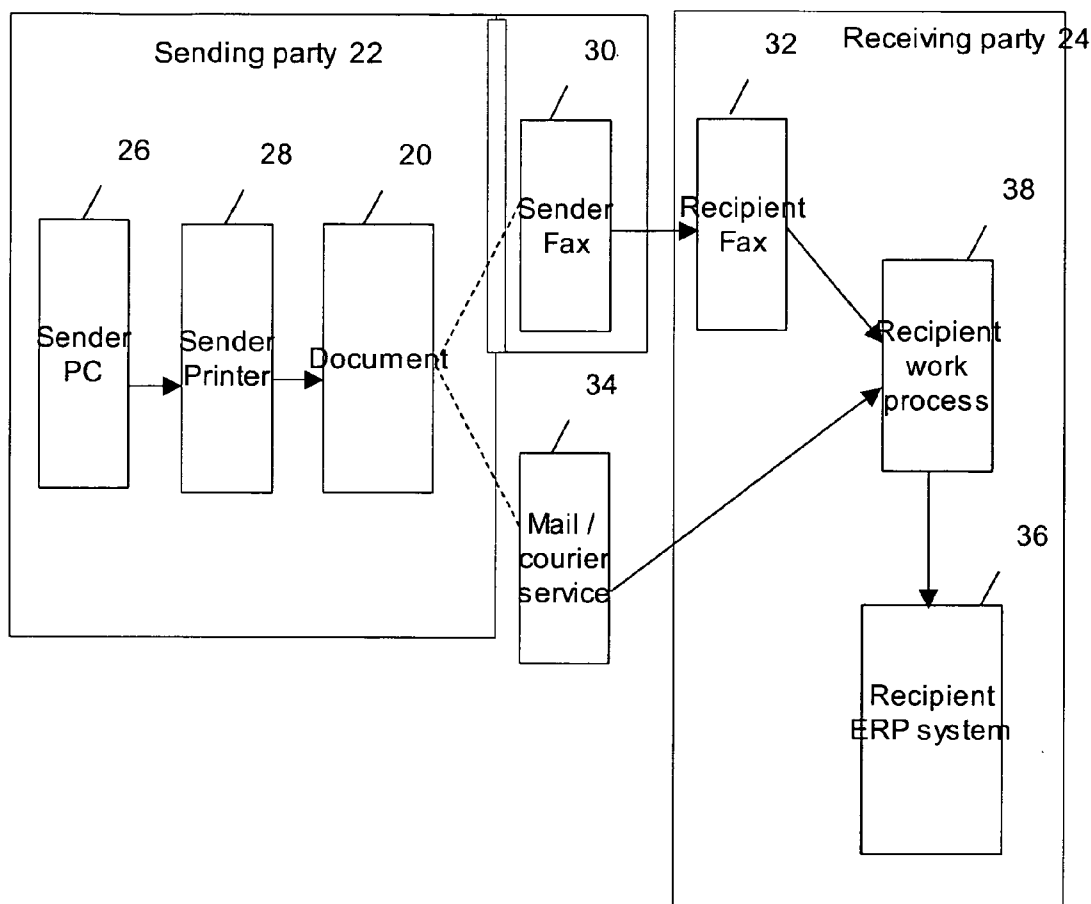 Sending party 22
30
32
Receiving party 24
26
28
20
38
Sender
PC
Sender
Printer
Document
Sender
Fax
Recipient
Fax
Recipient
work
process
34
Mail /
courier
service
36
Recipient
ERP system